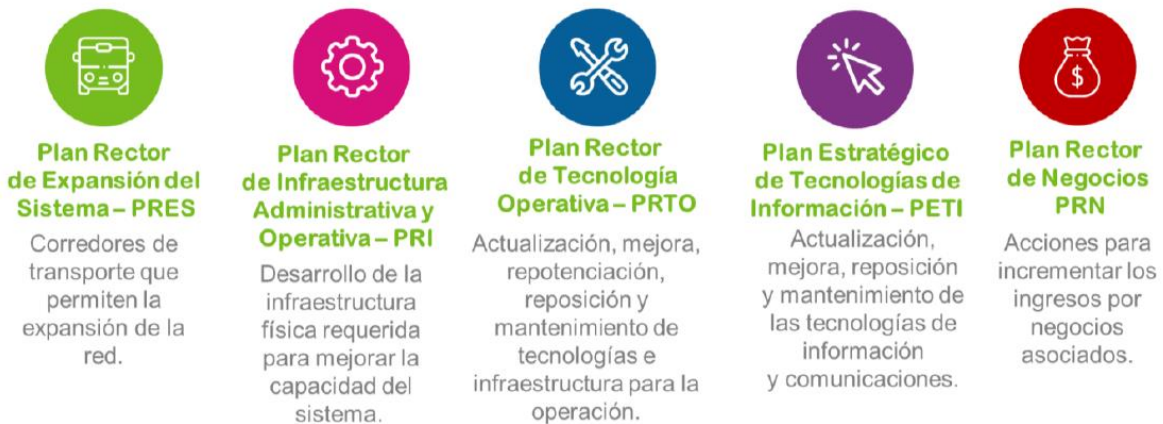 Plan Rector
de Expansión del
Sistema – PRES
Corredores de
transporte que
permiten la
expansión de la
red.
Plan Rector
de Infraestructura
Administrativa y
Operativa – PRI
Desarrollo de la
infraestructura
física requerida
para mejorar la
capacidad del
sistema.
Plan Rector
de Tecnología
Operativa – PRTO
Actualización, mejora,
repotenciación,
reposición y
mantenimiento de
tecnologías e
infraestructura para la
operación.
Plan Estratégico
de Tecnologías de
Información – PETI
Actualización,
mejora, reposición
y mantenimiento de
las tecnologías de
información
y comunicaciones.
$
Plan Rector
de Negocios
PRN
Acciones para
incrementar los
ingresos por
negocios
asociados.